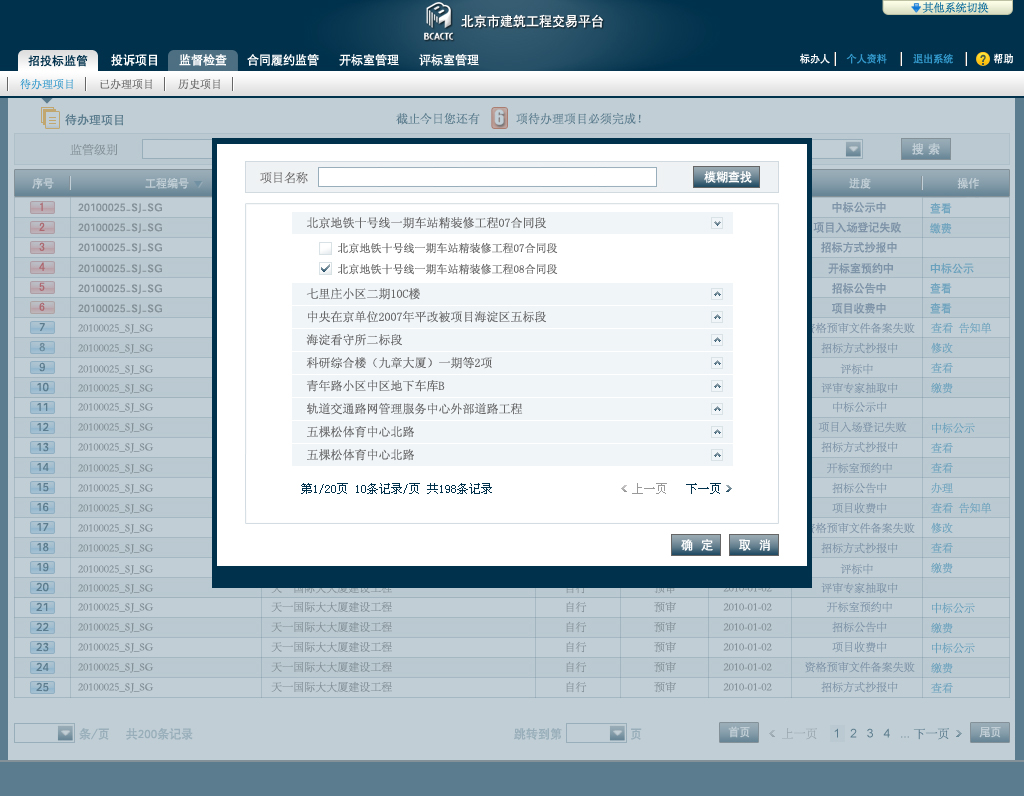 其他系统切换
BCACTC 北京市建筑工程交易平台
招投标监管 投诉项目 监督检查 合同履约监管 开标室管理 评标室管理 标办人 个人资料 退出系统 ? 帮助
待办理项目 已办理项目 历史项目
待办理项目 截止今日您还有 6 项待办理项目必须完成!
监管级别 搜 索
项目名称 模糊查找
序号 工程编号 进度 操作
1 20100025_SJ_SG 中标公示中 查看
2 20100025_SJ_SG 项目入场登记失败 缴费
3 20100025_SJ_SG 招标方式抄报中
4 20100025_SJ_SG 开标室预约中 中标公示
5 20100025_SJ_SG 招标公告中 查看
6 20100025_SJ_SG 项目收费中 查看
7 20100025_SJ_SG 资格预审文件备案失败 查看 告知单
8 20100025_SJ_SG 招标方式抄报中 修改
9 20100025_SJ_SG 评标中 查看
10 20100025_SJ_SG 评审专家抽取中 缴费
11 20100025_SJ_SG 中标公示中
12 20100025_SJ_SG 项目入场登记失败 中标公示
13 20100025_SJ_SG 招标方式抄报中 查看
14 20100025_SJ_SG 开标室预约中 查看
15 20100025_SJ_SG 招标公告中 办理
16 20100025_SJ_SG 项目收费中 查看 告知单
17 20100025_SJ_SG 资格预审文件备案失败 修改
18 20100025_SJ_SG 招标方式抄报中 查看
19 20100025_SJ_SG 评标中 缴费
北京地铁十号线一期车站精装修工程07合同段
北京地铁十号线一期车站精装修工程07合同段
北京地铁十号线一期车站精装修工程08合同段
七里庄小区二期10C楼
中央在京单位2007年平改被项目海淀区五标段
海淀看守所二标段
科研综合楼（九章大厦）一期等2项
青年路小区中区地下车库B
轨道交通路网管理服务中心外部道路工程
五棵松体育中心北路
五棵松体育中心北路
第1/20页 10条记录/页 共198条记录 上一页 下一页
确 定 取 消
20 20100025_SJ_SG 天一国际大大厦建设工程 自行 预审 2010-01-02 评审专家抽取中
21 20100025_SJ_SG 天一国际大大厦建设工程 自行 预审 2010-01-02 开标室预约中 中标公示
22 20100025_SJ_SG 天一国际大大厦建设工程 自行 预审 2010-01-02 招标公告中 缴费
23 20100025_SJ_SG 天一国际大大厦建设工程 自行 预审 2010-01-02 项目收费中 中标公示
24 20100025_SJ_SG 天一国际大大厦建设工程 自行 预审 2010-01-02 资格预审文件备案失败 缴费
25 20100025_SJ_SG 天一国际大大厦建设工程 自行 预审 2010-01-02 招标方式抄报中 查看
条/页 共200条记录 跳转到第 页 首页 上一页 1 2 3 4 ... 下一页 尾页